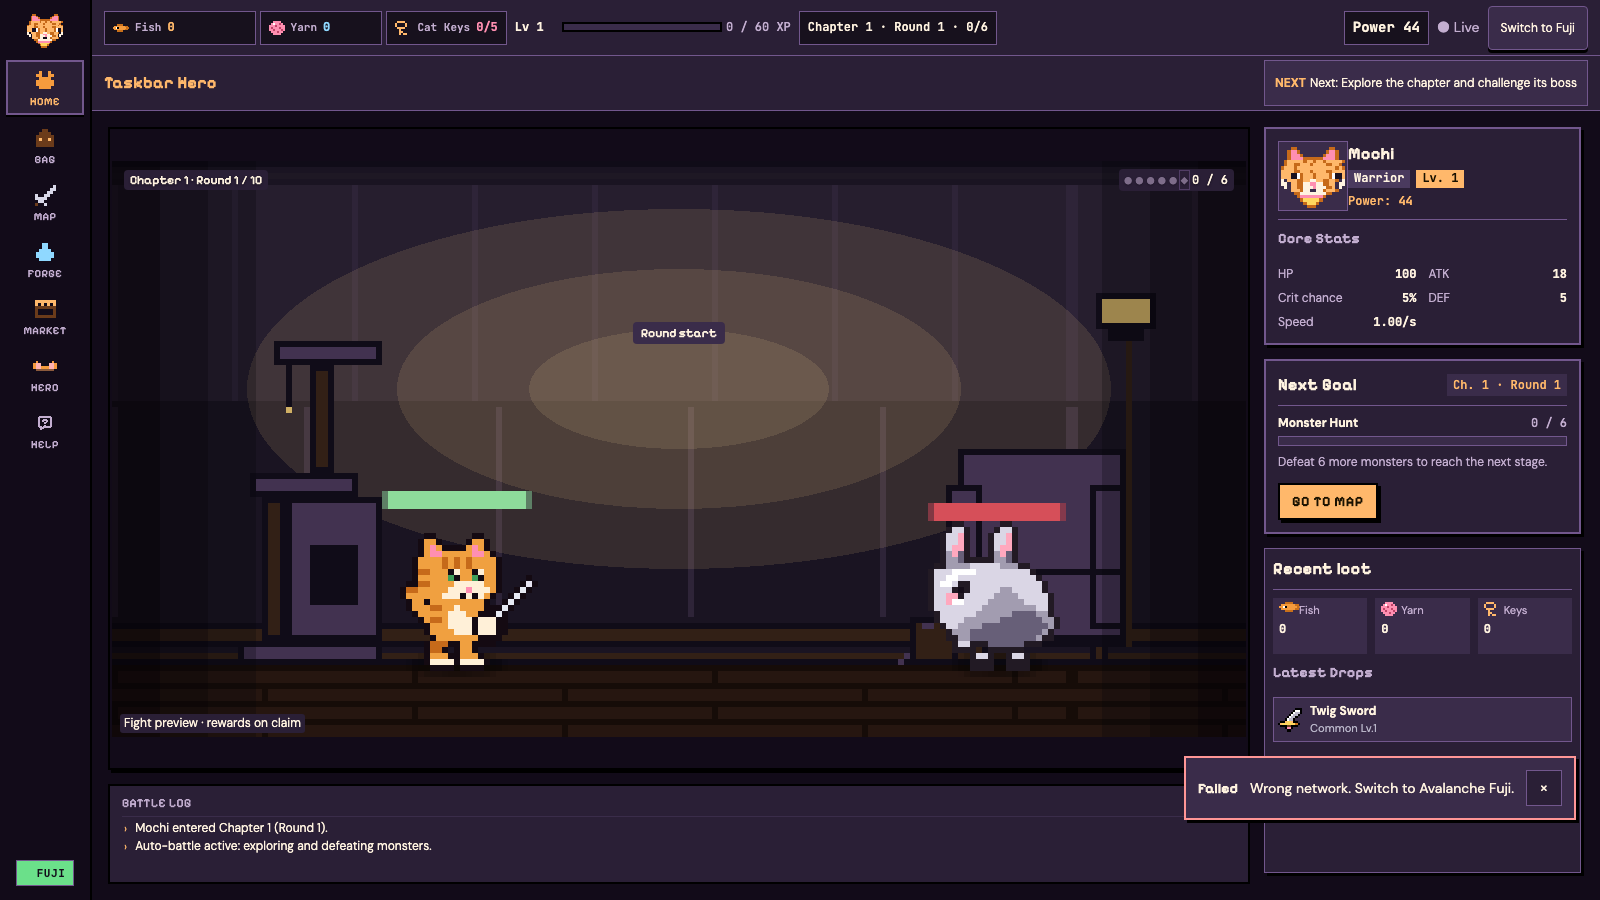 Fish 0
Yarn 0
Cat Keys 0/5
Lv 1
0 / 60 XP
Chapter 1 · Round 1 · 0/6
Power 44
Live
Switch to Fuji
HOME
BAG
MAP
FORGE
MARKET
HERO
HELP
FUJI
Taskbar Hero
NEXT Next: Explore the chapter and challenge its boss
Chapter 1 · Round 1 / 10
0 / 6
Round start
Fight preview · rewards on claim
BATTLE LOG
› Mochi entered Chapter 1 (Round 1).
› Auto-battle active: exploring and defeating monsters.
Mochi
Warrior Lv. 1
Power: 44
Core Stats
HP 100 ATK 18
Crit chance 5% DEF 5
Speed 1.00/s
Next Goal Ch. 1 · Round 1
Monster Hunt 0 / 6
Defeat 6 more monsters to reach the next stage.
GO TO MAP
Recent loot
Fish Yarn Keys
0 0 0
Latest Drops
Twig Sword
Common Lv.1
Failed Wrong network. Switch to Avalanche Fuji. ×